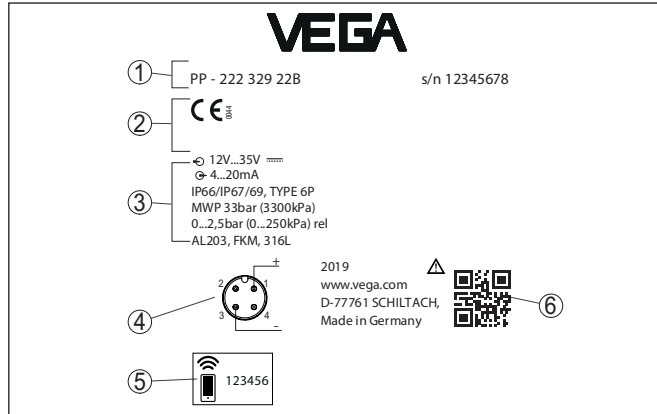 VEGA
① PP - 222 329 22B s/n 12345678
② CE 0044
③ 12V...35V
4...20mA
IP66/IP67/69, TYPE 6P
MWP 33bar (3300kPa)
0...2,5bar (0...250kPa) rel
AL203, FKM, 316L
④ + 2 1 3 4 -
2019
www.vega.com
D-77761 SCHILTACH,
Made in Germany
⑥
⑤ 123456